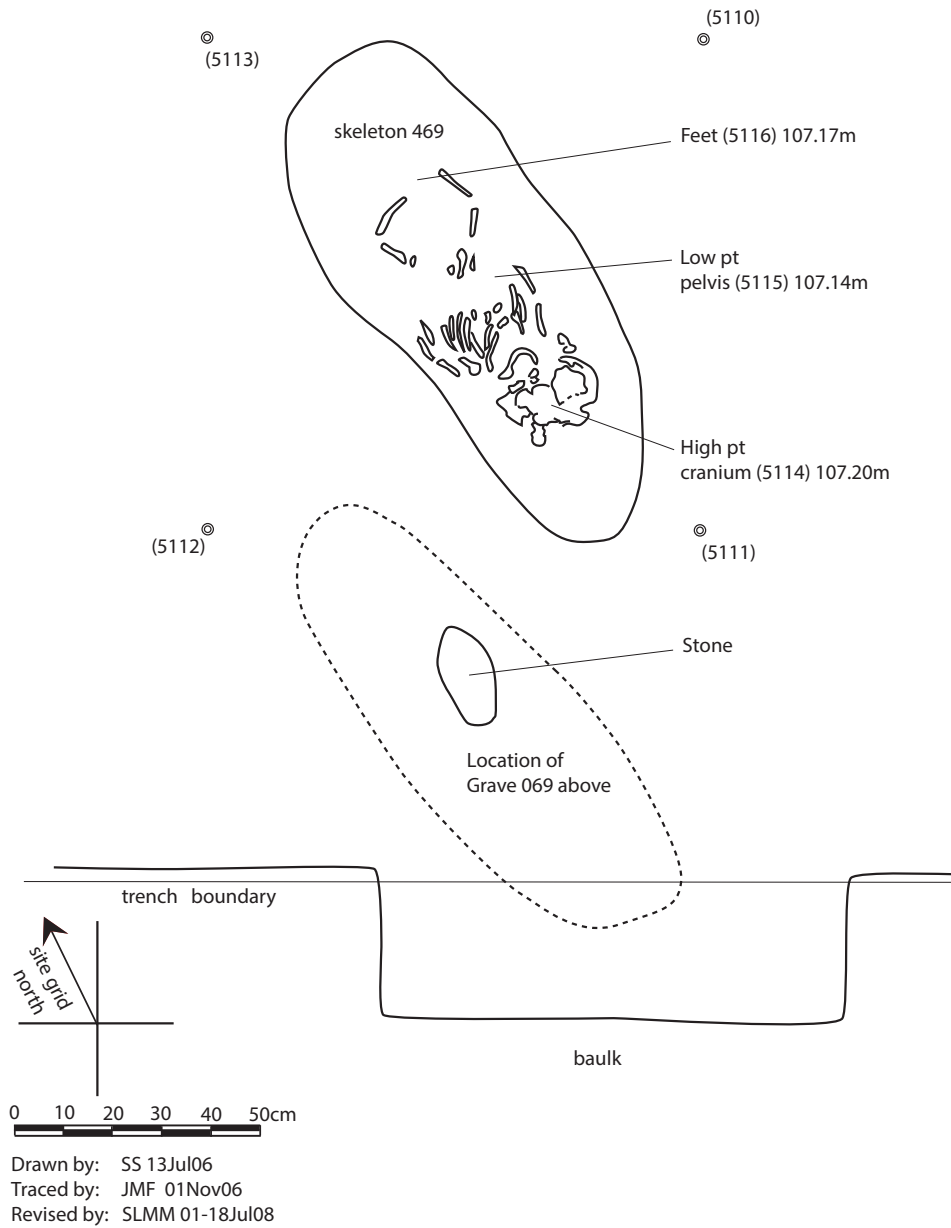 (5110)
(5113)
skeleton 469
Feet (5116) 107.17m
Low pt
pelvis (5115) 107.14m
High pt
cranium (5114) 107.20m
(5112)
(5111)
Stone
Location of
Grave 069 above
trench boundary
site grid
north
baulk
0 10 20 30 40 50cm
Drawn by: SS 13Jul06
Traced by: JMF 01Nov06
Revised by: SLMM 01-18Jul08